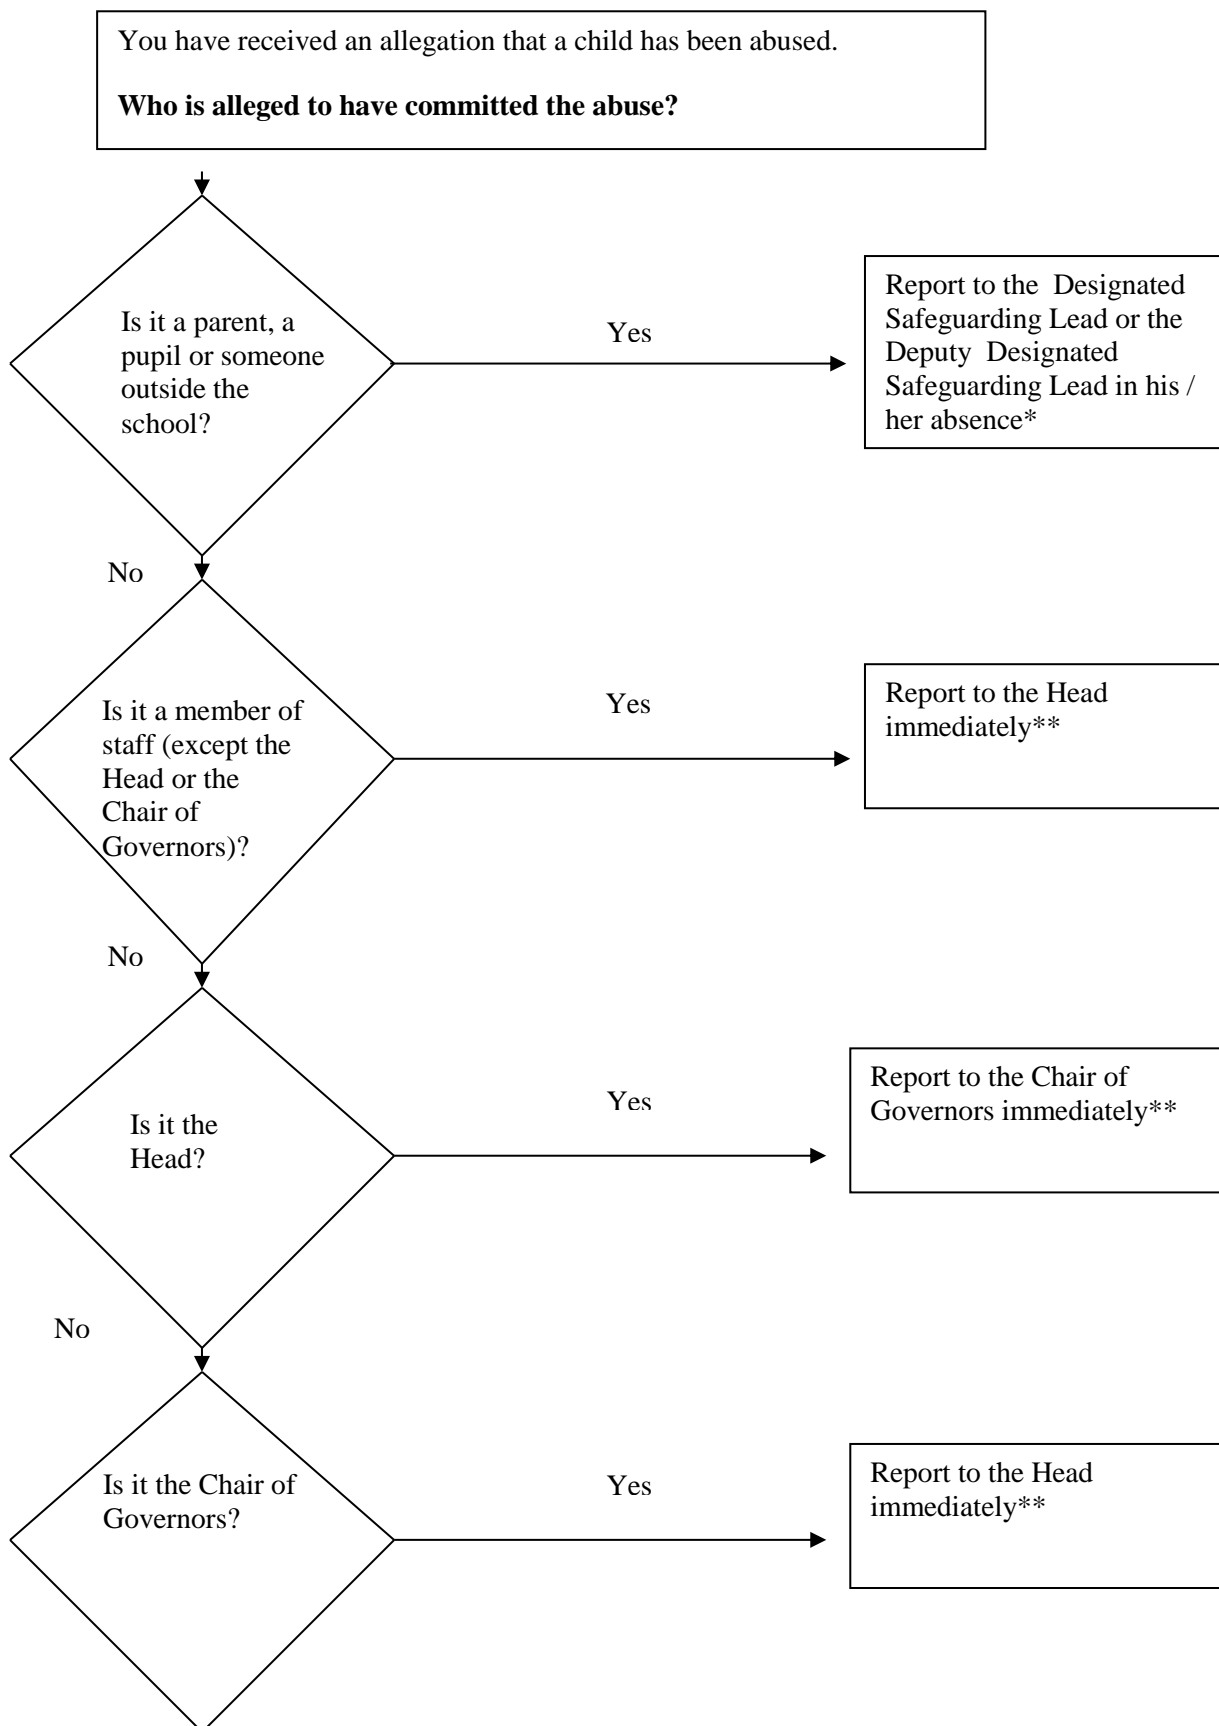 You have received an allegation that a child has been abused.
Who is alleged to have committed the abuse?
Is it a parent, a
pupil or someone
outside the
school?
Yes
Report to the Designated
Safeguarding Lead or the
Deputy Designated
Safeguarding Lead in his /
her absence*
No
Is it a member of
staff (except the
Head or the
Chair of
Governors)?
Yes
Report to the Head
immediately**
No
Is it the
Head?
Yes
Report to the Chair of
Governors immediately**
No
Is it the Chair of
Governors?
Yes
Report to the Head
immediately**